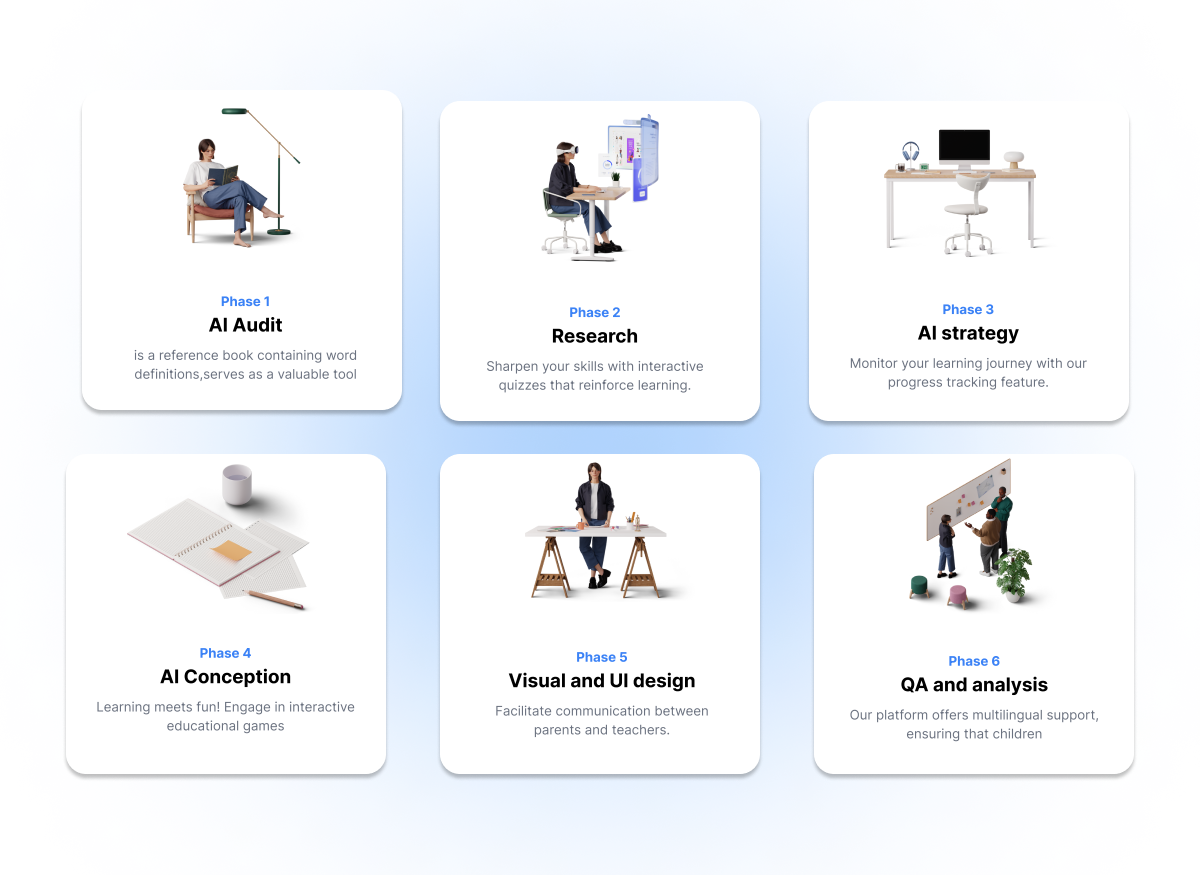 Phase 1
AI Audit
is a reference book containing word
definitions,serves as a valuable tool
Phase 2
Research
Sharpen your skills with interactive
quizzes that reinforce learning.
Phase 3
AI strategy
Monitor your learning journey with our
progress tracking feature.
Phase 4
AI Conception
Learning meets fun! Engage in interactive
educational games
Phase 5
Visual and UI design
Facilitate communication between
parents and teachers.
Phase 6
QA and analysis
Our platform offers multilingual support,
ensuring that children